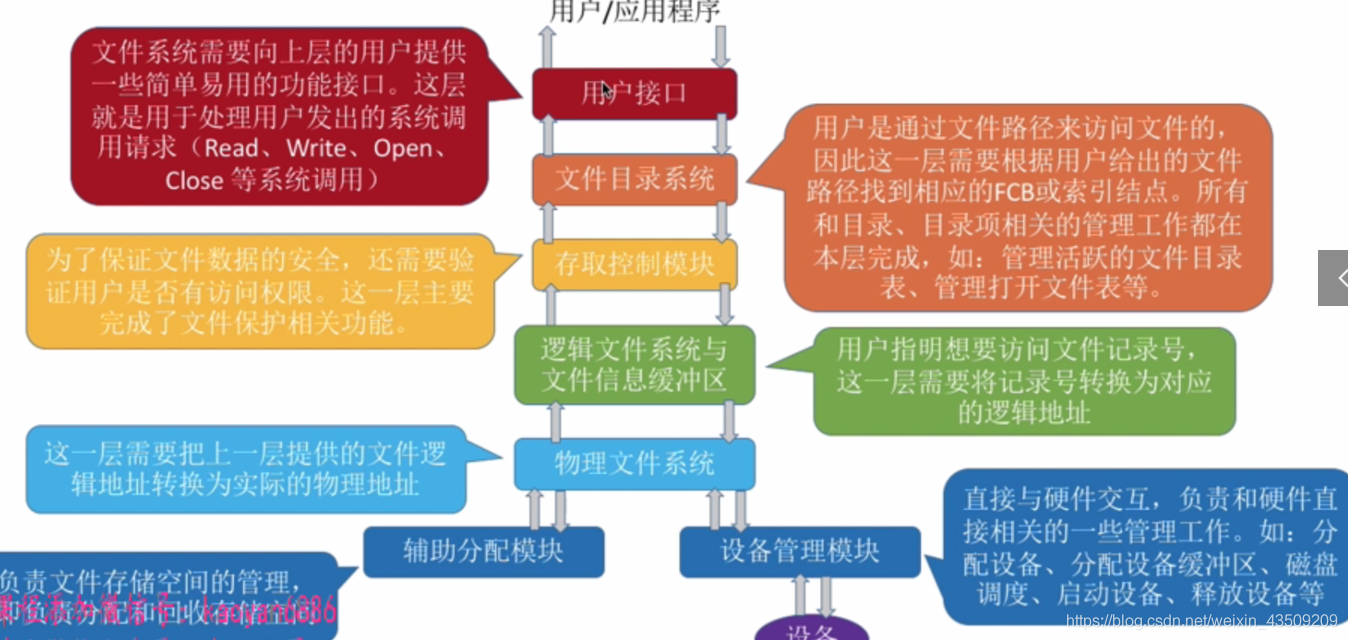 用户/应用程序
文件系统需要向上层的用户提供
一些简单易用的功能接口。这层
就是用于处理用户发出的系统调
用请求（Read、Write、Open、
Close 等系统调用）
用户接口
用户是通过文件路径来访问文件的，
因此这一层需要根据用户给出的文件
路径找到相应的FCB或索引结点。所有
和目录、目录项相关的管理工作都在
本层完成，如：管理活跃的文件目录
表、管理打开文件表等。
文件目录系统
为了保证文件数据的安全，还需要验
证用户是否有访问权限。这一层主要
完成了文件保护相关功能。
存取控制模块
逻辑文件系统与
文件信息缓冲区
用户指明想要访问文件记录号，
这一层需要将记录号转换为对应
的逻辑地址
这一层需要把上一层提供的文件逻
辑地址转换为实际的物理地址
物理文件系统
直接与硬件交互，负责和硬件直
接相关的一些管理工作。如：分
配设备、分配设备缓冲区、磁盘
调度、启动设备、释放设备等
辅助分配模块
设备管理模块
负责文件存储空间的管理，
负责分配和回收存储空间
kaoyan6886
设备
https://blog.csdn.net/weixin_43509209